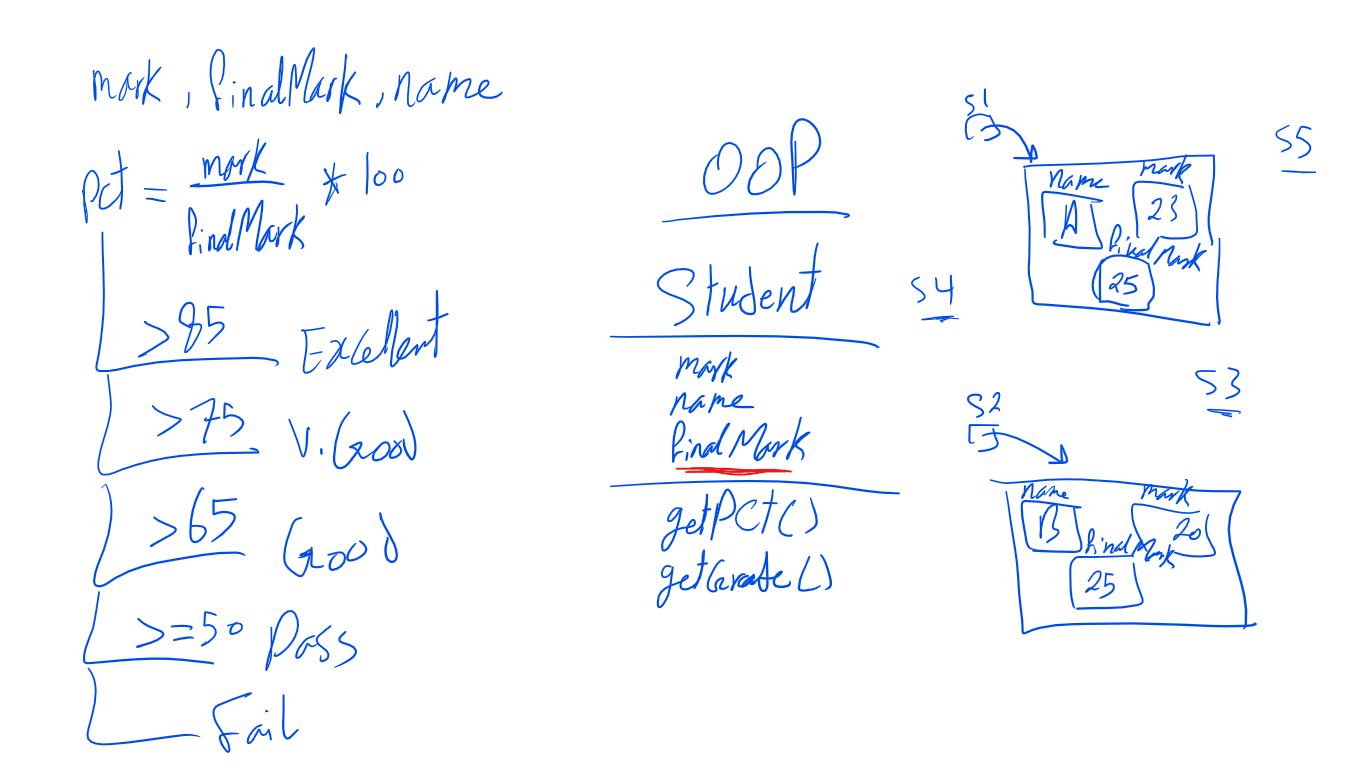 mark, finalMark, name
pct = mark / finalMark * 100
>85 Excellent
>75 V.Good
>65 Good
>=50 Pass
Fail
OOP
Student
mark
name
finalMark
getPct()
getGrade()
S1
name
mark
A
23
finalMark
25
S5
S4
S3
S2
name
mark
B
20
finalMark
25